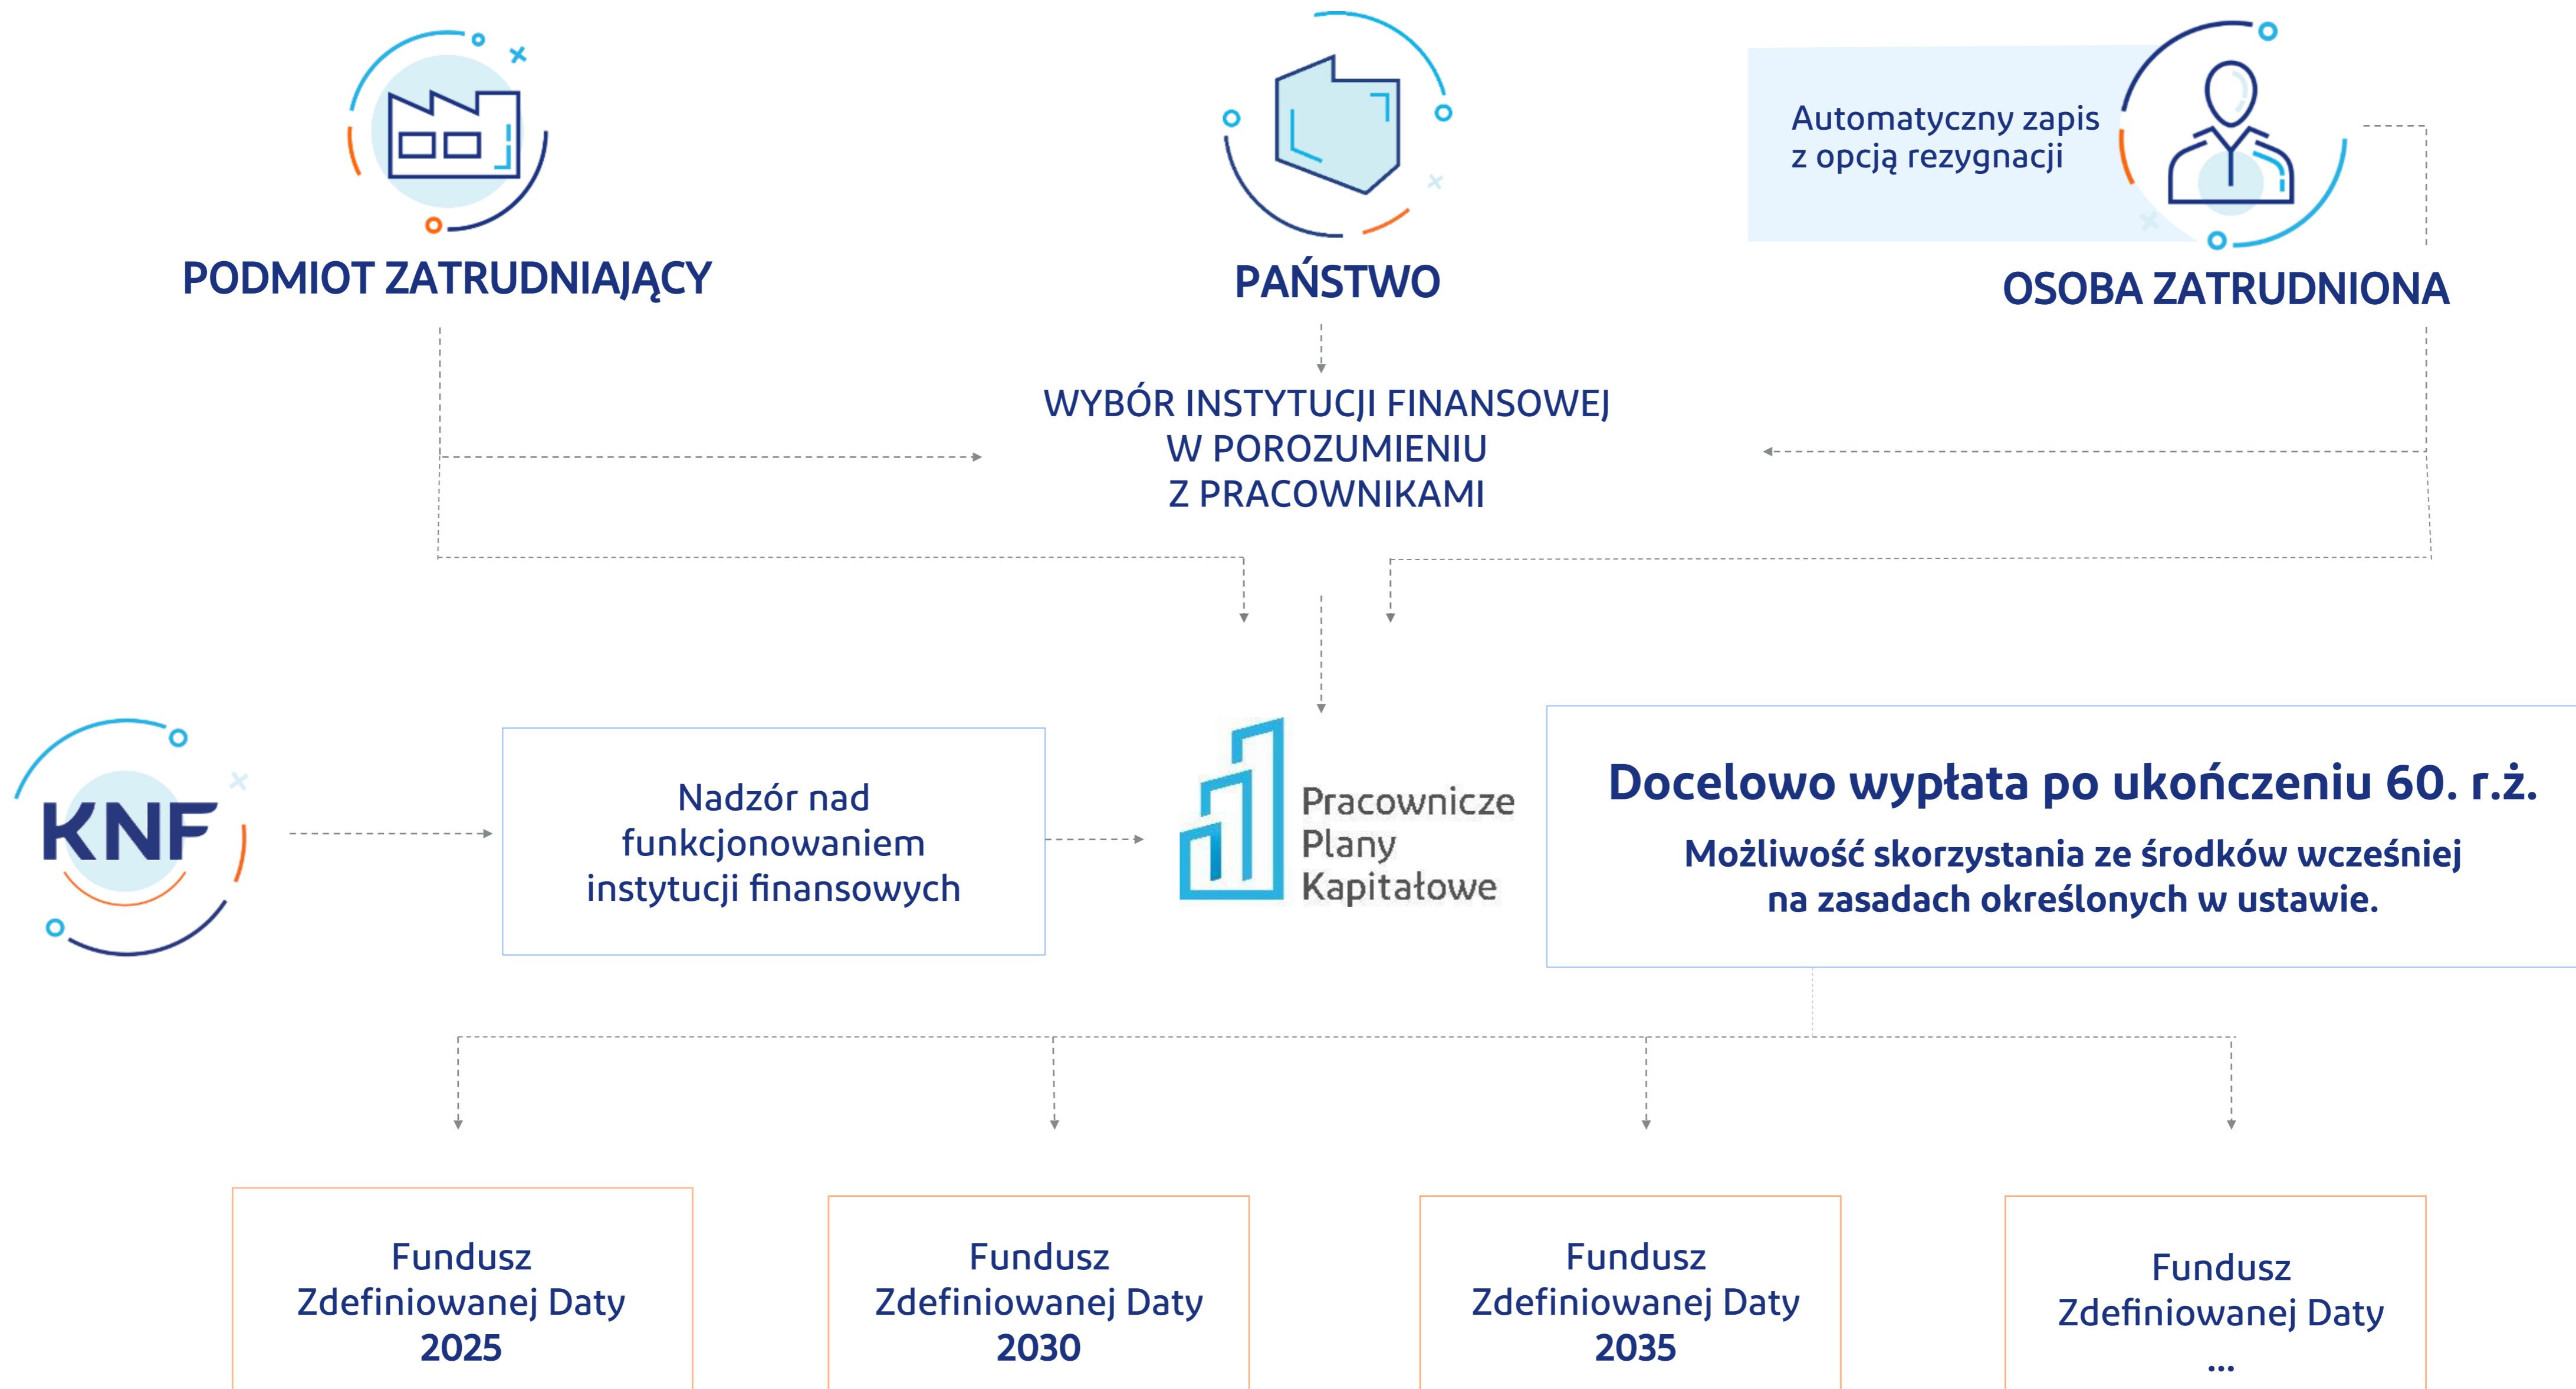 Automatyczny zapis
z opcją rezygnacji
PODMIOT ZATRUDNIAJĄCY
PAŃSTWO
OSOBA ZATRUDNIONA
WYBÓR INSTYTUCJI FINANSOWEJ
W POROZUMIENIU
Z PRACOWNIKAMI
KNF
Nadzór nad
funkcjonowaniem
instytucji finansowych
Pracownicze
Plany
Kapitałowe
Docelowo wypłata po ukończeniu 60. r.ż.
Możliwość skorzystania ze środków wcześniej
na zasadach określonych w ustawie.
Fundusz
Zdefiniowanej Daty
2025
Fundusz
Zdefiniowanej Daty
2030
Fundusz
Zdefiniowanej Daty
2035
Fundusz
Zdefiniowanej Daty
...